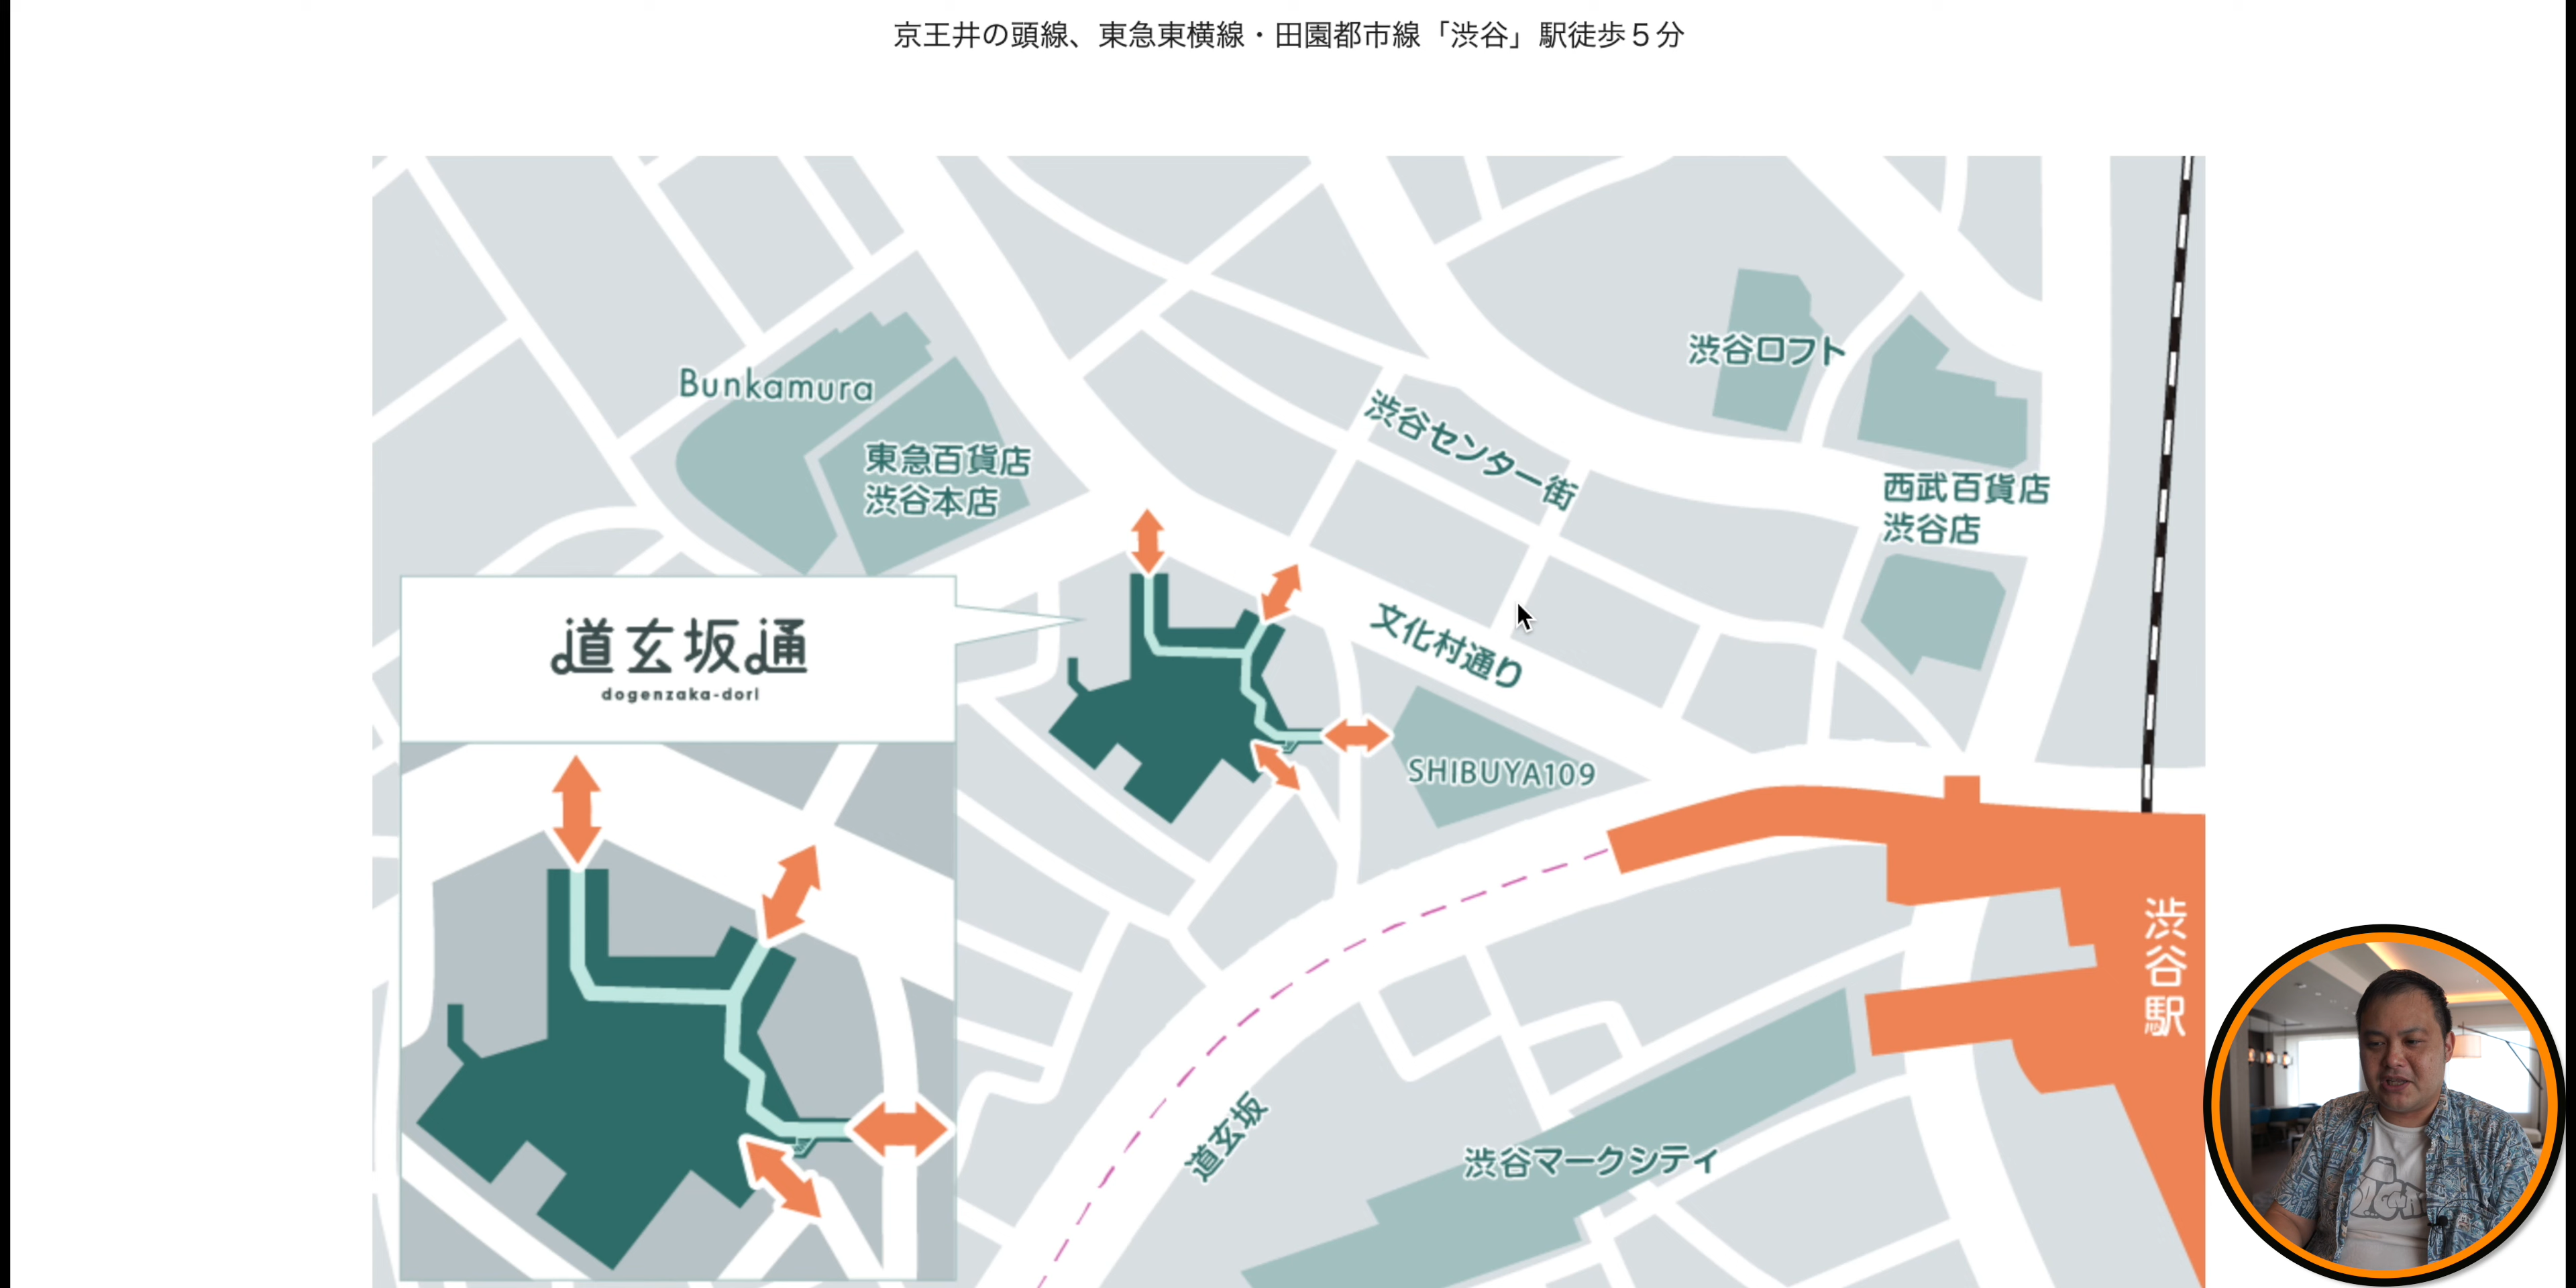 京王井の頭線、東急東横線・田園都市線「渋谷」駅徒歩５分
渋谷ロフト
Bunkamura
渋谷センター街
東急百貨店
渋谷本店
西武百貨店
渋谷店
道玄坂通
dogenzaka-dori
文化村通り
SHIBUYA109
渋谷駅
道玄坂
渋谷マークシティ